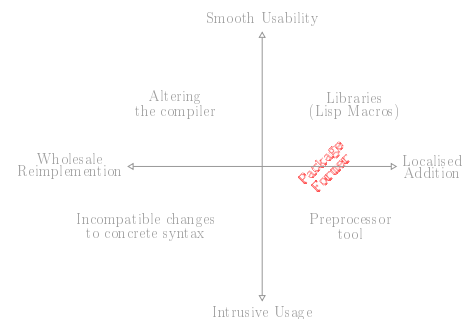 Smooth Usability
Altering
the compiler
Libraries
(Lisp Macros)
Package
Former
Wholesale
Reimplemention
Localised
Addition
Incompatible changes
to concrete syntax
Preprocessor
tool
Intrusive Usage